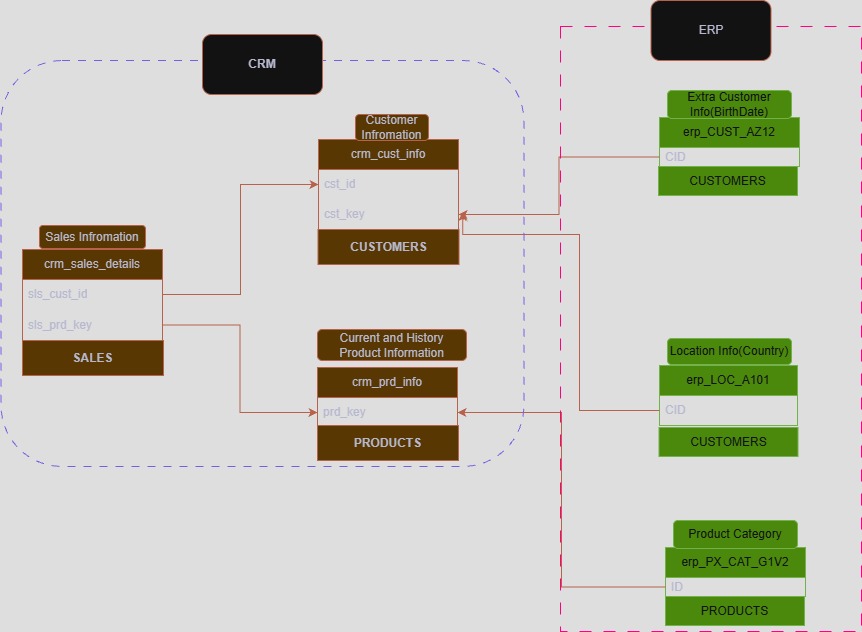 CRM
ERP
Customer
Infromation
crm_cust_info
cst_id
cst_key
CUSTOMERS
Sales Infromation
crm_sales_details
sls_cust_id
sls_prd_key
SALES
Current and History
Product Information
crm_prd_info
prd_key
PRODUCTS
Extra Customer
Info(BirthDate)
erp_CUST_AZ12
CID
CUSTOMERS
Location Info(Country)
erp_LOC_A101
CID
CUSTOMERS
Product Category
erp_PX_CAT_G1V2
ID
PRODUCTS